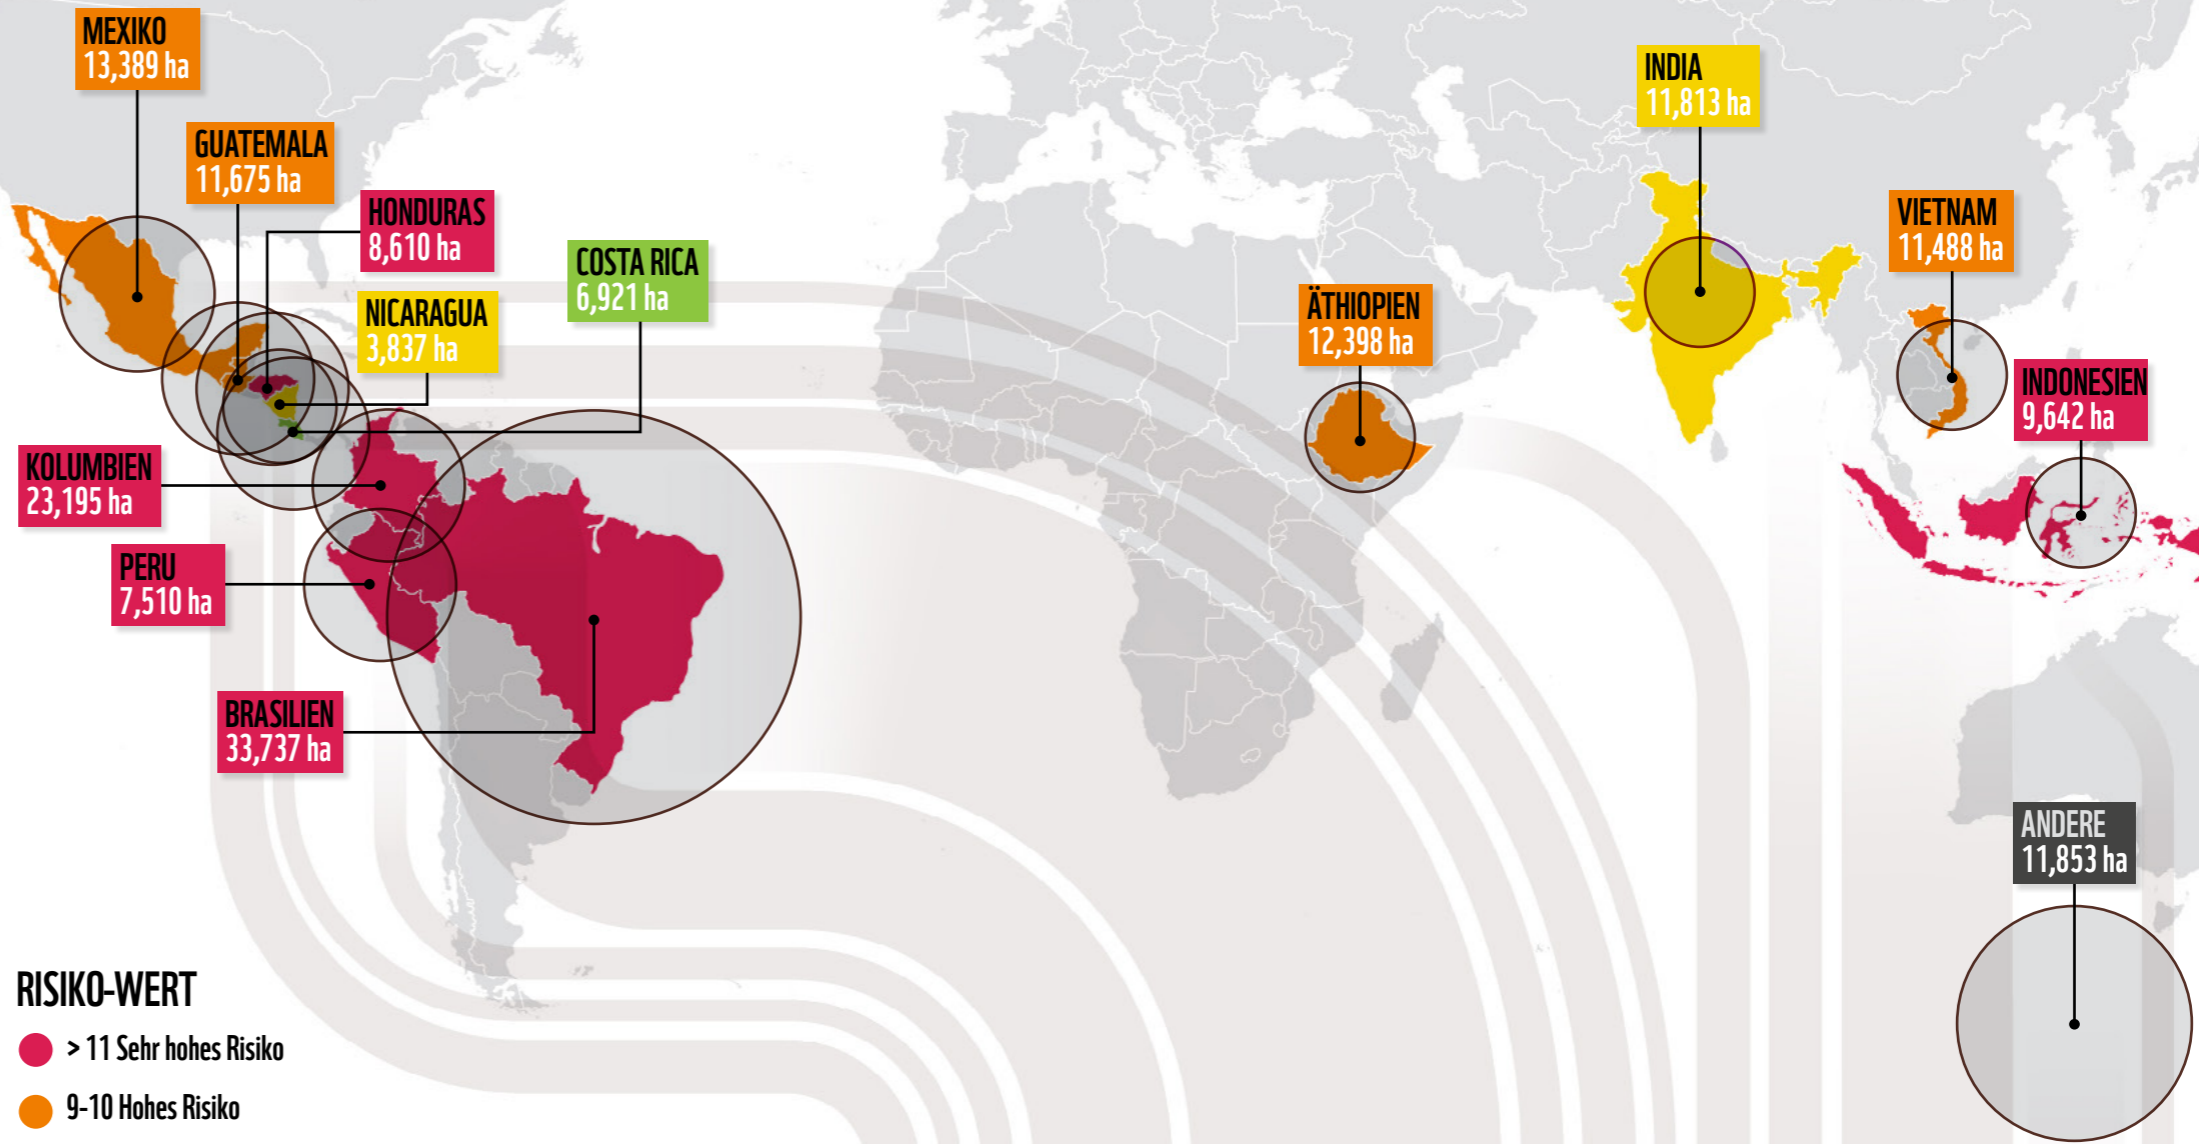 MEXIKO
13,389 ha
GUATEMALA
11,675 ha
HONDURAS
8,610 ha
NICARAGUA
3,837 ha
COSTA RICA
6,921 ha
KOLUMBIEN
23,195 ha
PERU
7,510 ha
BRASILIEN
33,737 ha
ÄTHIOPIEN
12,398 ha
INDIA
11,813 ha
VIETNAM
11,488 ha
INDONESIEN
9,642 ha
ANDERE
11,853 ha
RISIKO-WERT
> 11 Sehr hohes Risiko
9-10 Hohes Risiko